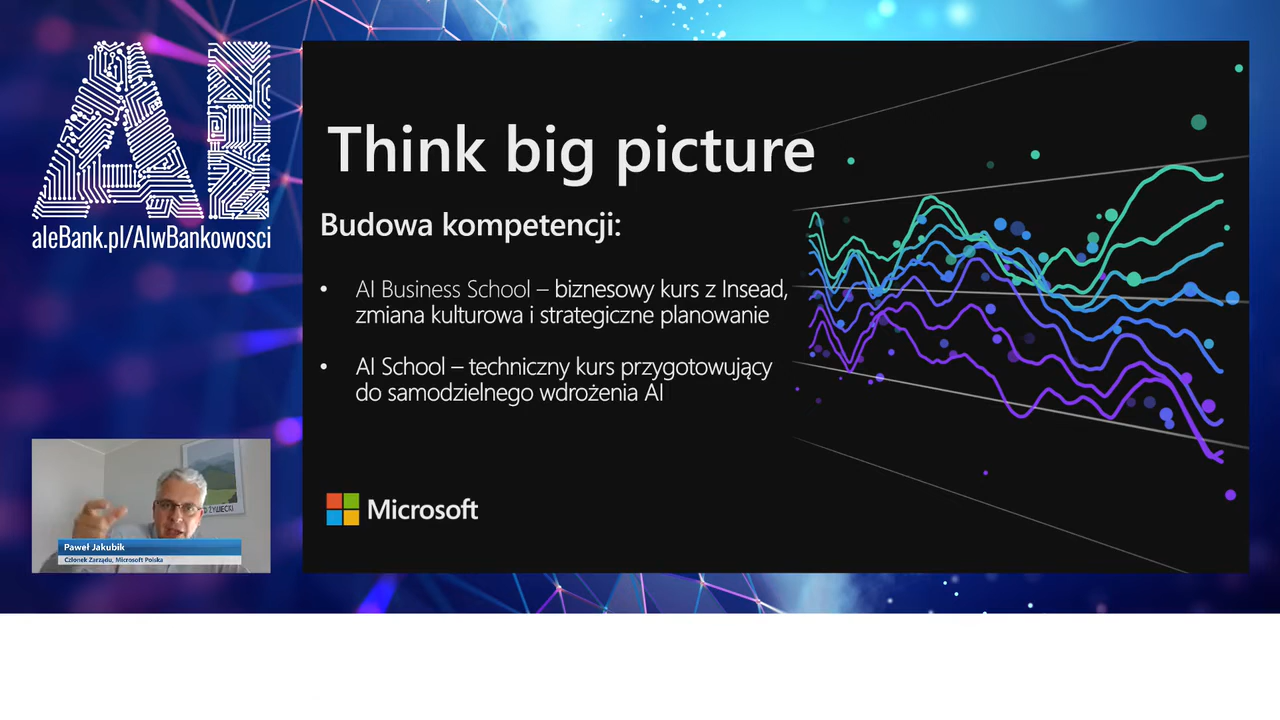 AI
aleBank.pl/AIwBankowosci
Think big picture
Budowa kompetencji:
• AI Business School – biznesowy kurs z Insead,
zmiana kulturowa i strategiczne planowanie
• AI School – techniczny kurs przygotowujący
do samodzielnego wdrożenia AI
Microsoft
Paweł Jakubik
Członek Zarządu, Microsoft Polska